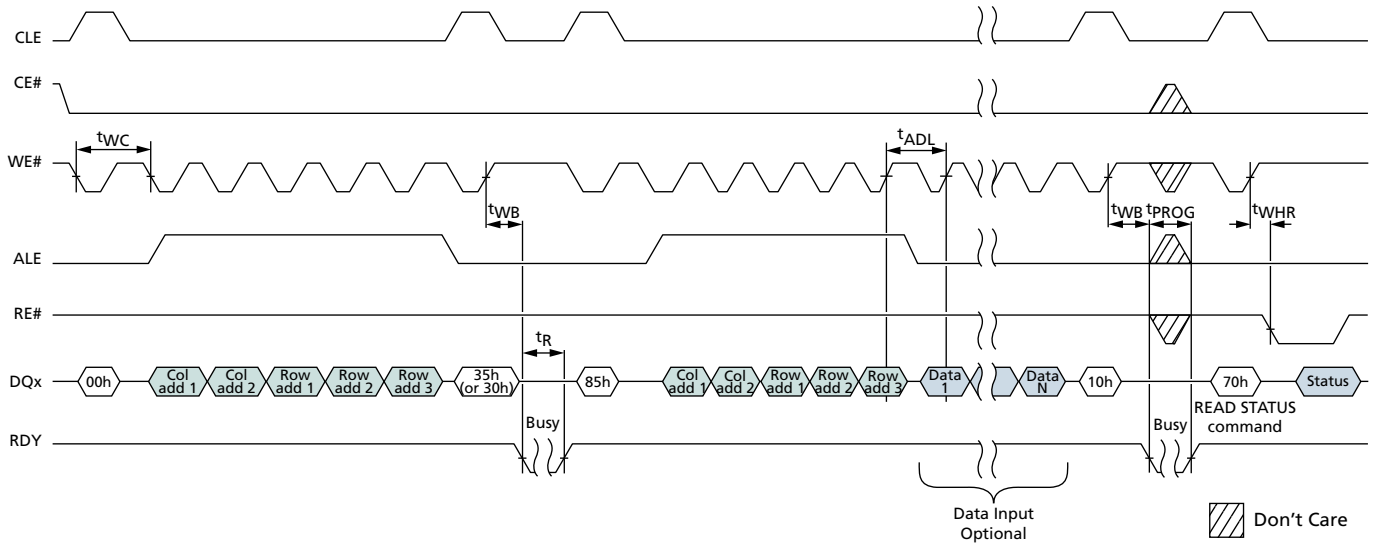 CLE
CE#
tWC
tADL
WE#
tWB
tWB
tPROG
tWHR
ALE
RE#
tR
DQx
00h
Col add 1
Col add 2
Row add 1
Row add 2
Row add 3
35h (or 30h)
85h
Col add 1
Col add 2
Row add 1
Row add 2
Row add 3
Data 1
Data N
10h
70h
Status
READ STATUS command
RDY
Busy
Busy
Data Input
Optional
Don't Care